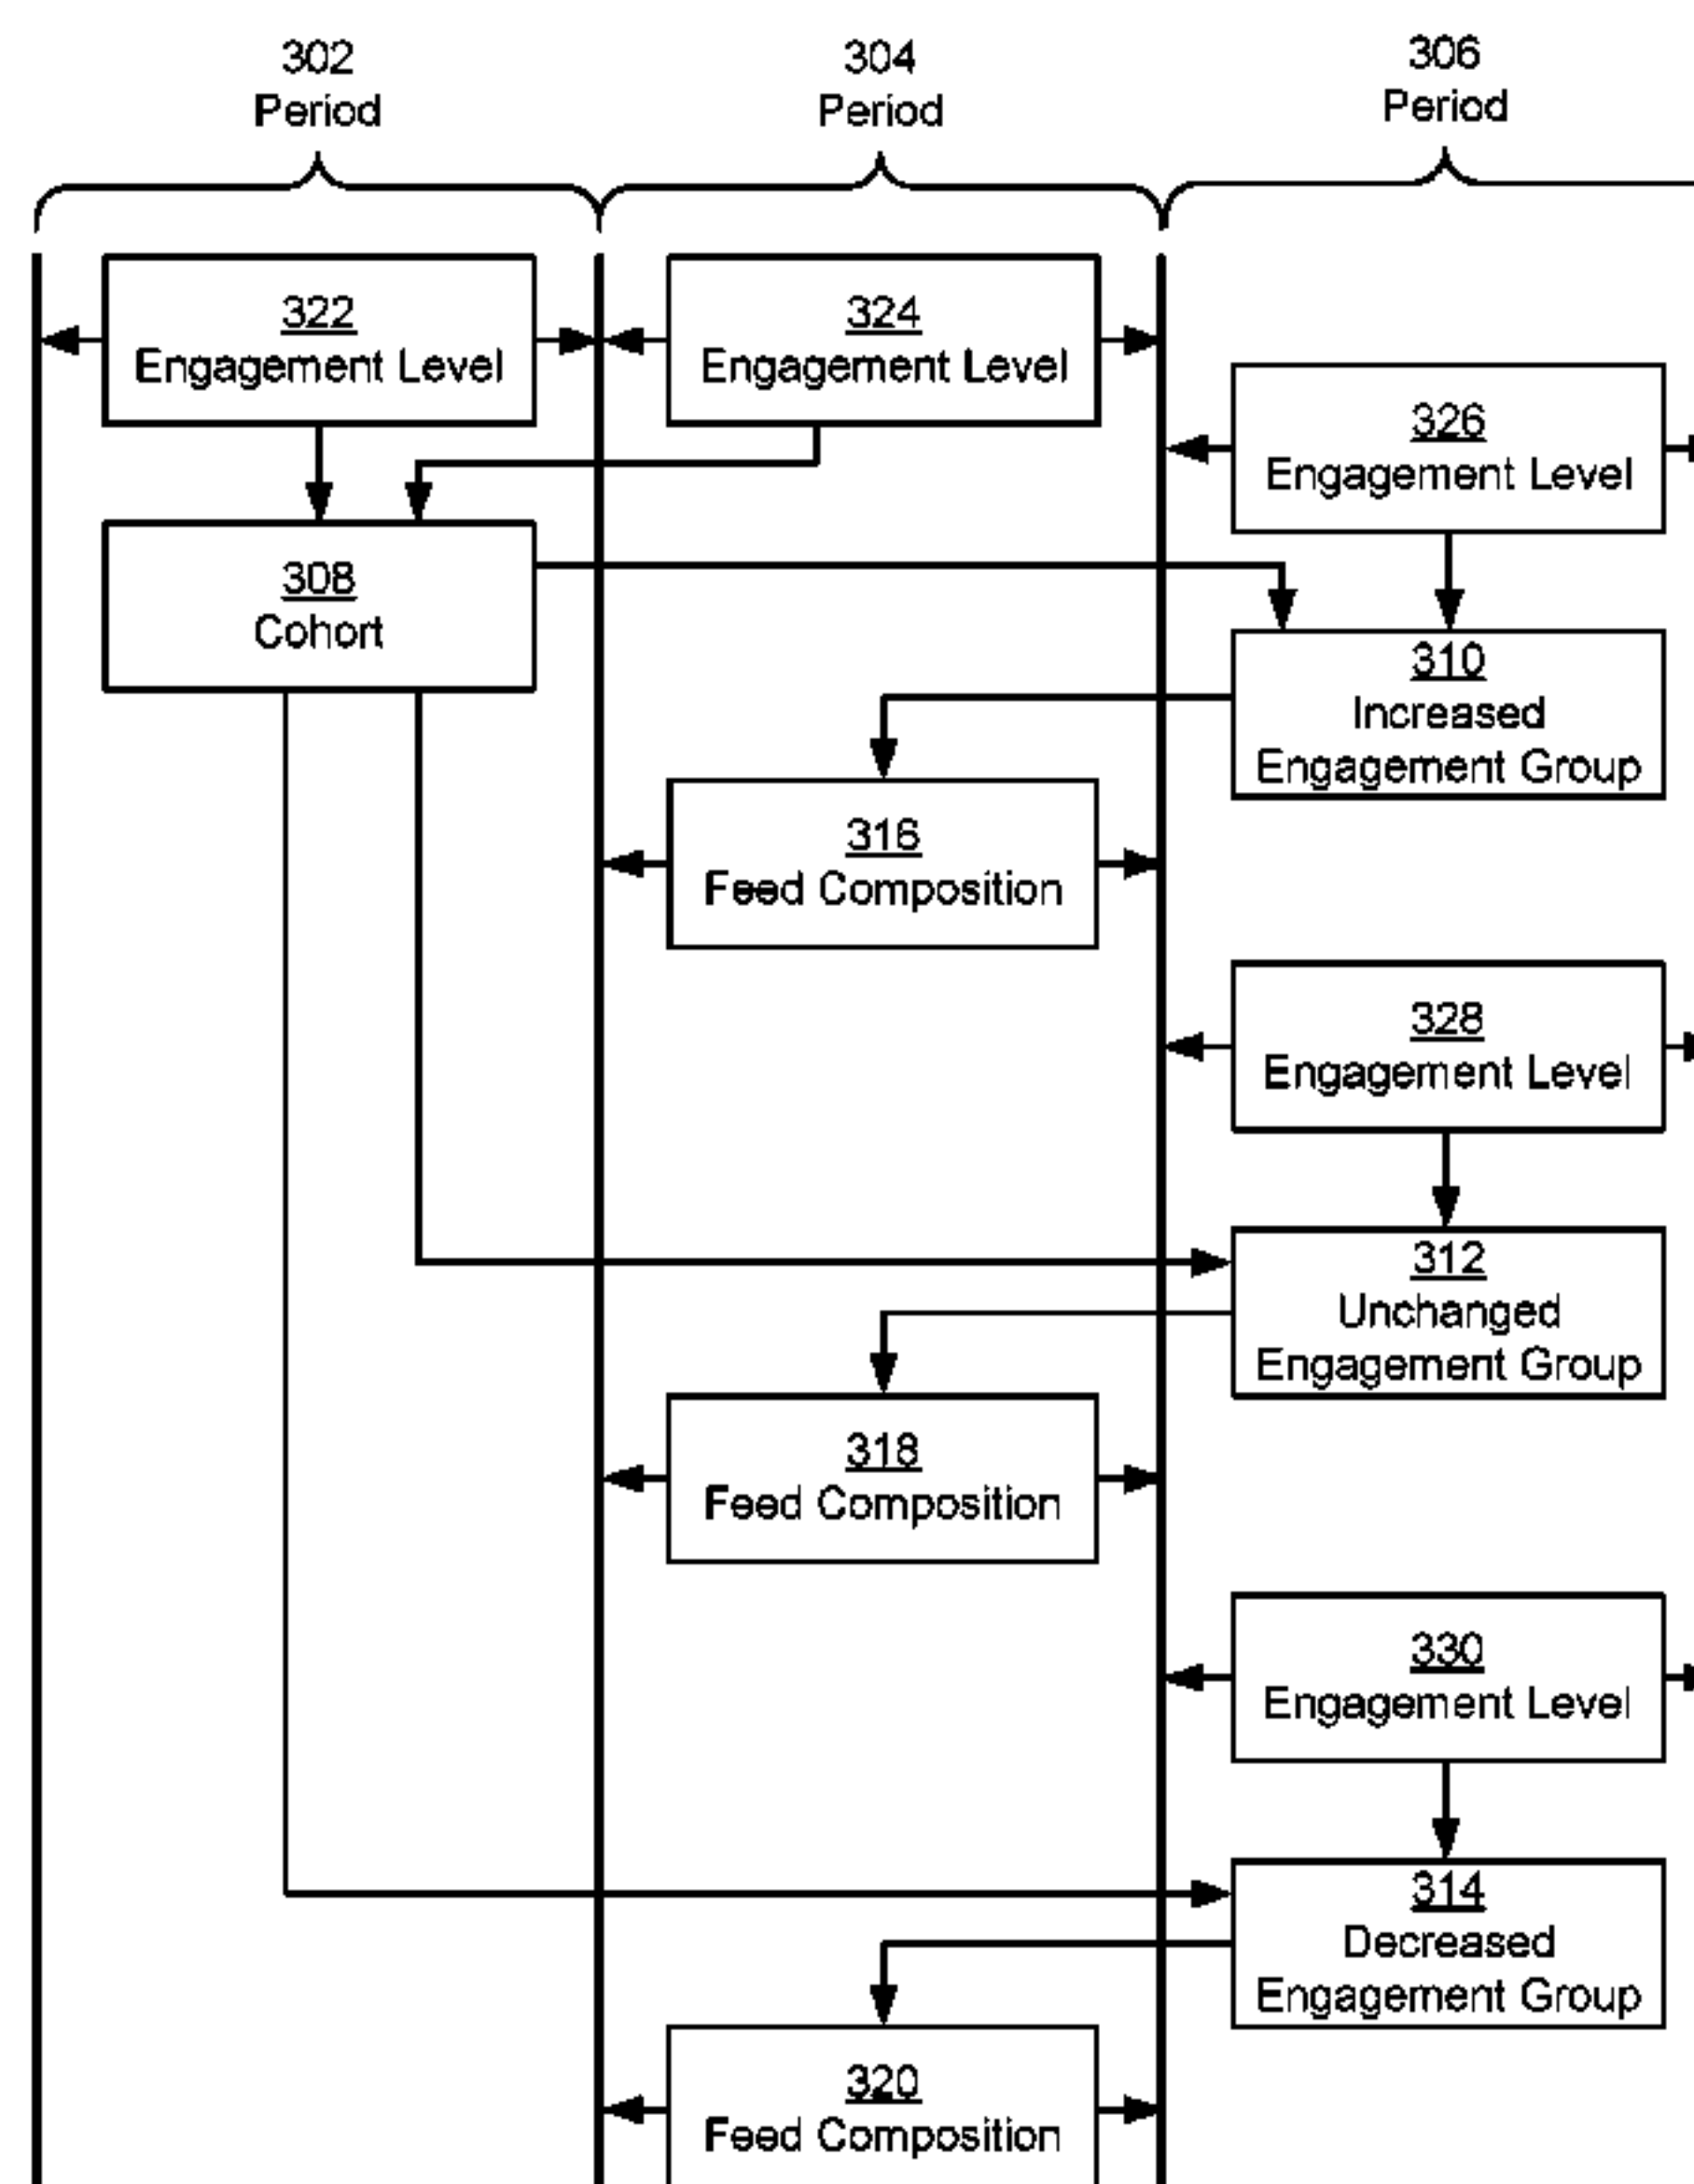 302
Period
304
Period
306
Period
322
Engagement Level
324
Engagement Level
326
Engagement Level
308
Cohort
310
Increased
Engagement Group
316
Feed Composition
328
Engagement Level
312
Unchanged
Engagement Group
318
Feed Composition
330
Engagement Level
314
Decreased
Engagement Group
320
Feed Composition